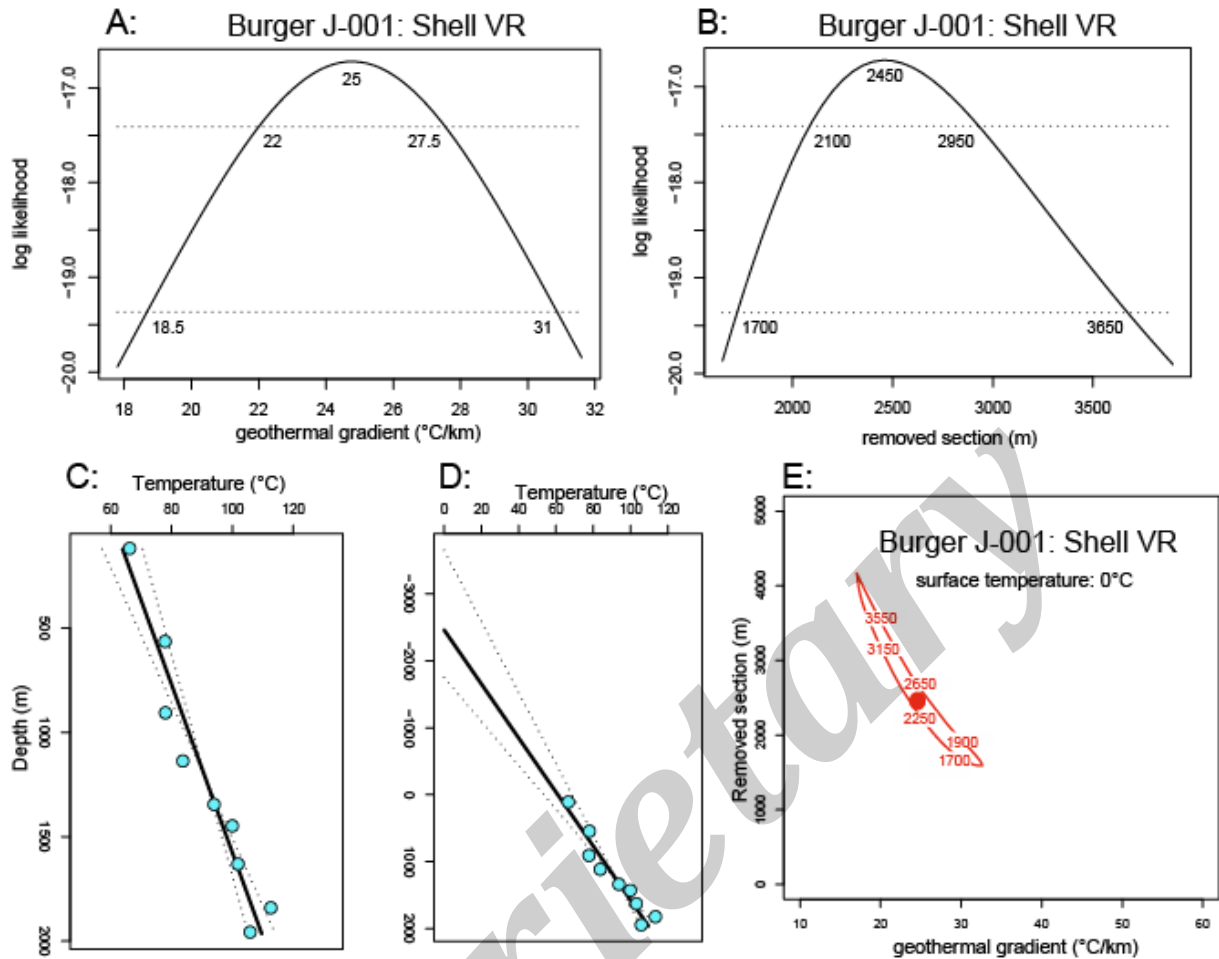 A:
Burger J-001: Shell VR
log likelihood
−17.0
−18.0
−19.0
−20.0
25
22
27.5
18.5
31
18 20 22 24 26 28 30 32
geothermal gradient (°C/km)
B:
Burger J-001: Shell VR
log likelihood
−17.0
−18.0
−19.0
−20.0
2450
2100
2950
1700
3650
2000 2500 3000 3500
removed section (m)
C:
Temperature (°C)
60 80 100 120
Depth (m)
500
1000
1500
2000
D:
Temperature (°C)
0 20 40 60 80 100 120
−3000
−2000
−1000
0
1000
2000
E:
Burger J-001: Shell VR
surface temperature: 0°C
Removed section (m)
5000
4000
3000
2000
1000
0
3550
3150
2650
2250
1900
1700
10 20 30 40 50 60
geothermal gradient (°C/km)
rietary